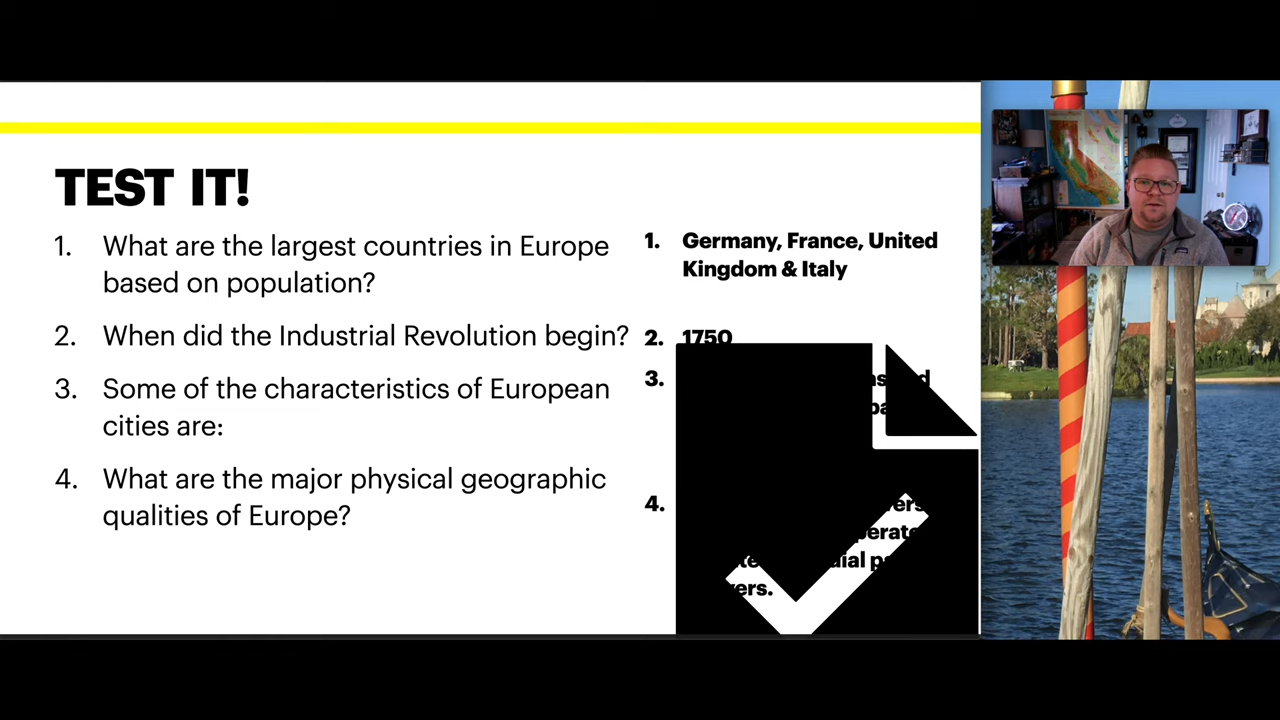 TEST IT!
1. What are the largest countries in Europe
based on population?
2. When did the Industrial Revolution begin?
3. Some of the characteristics of European
cities are:
4. What are the major physical geographic
qualities of Europe?
1. Germany, France, United
Kingdom & Italy
2. 1750
3.
4.